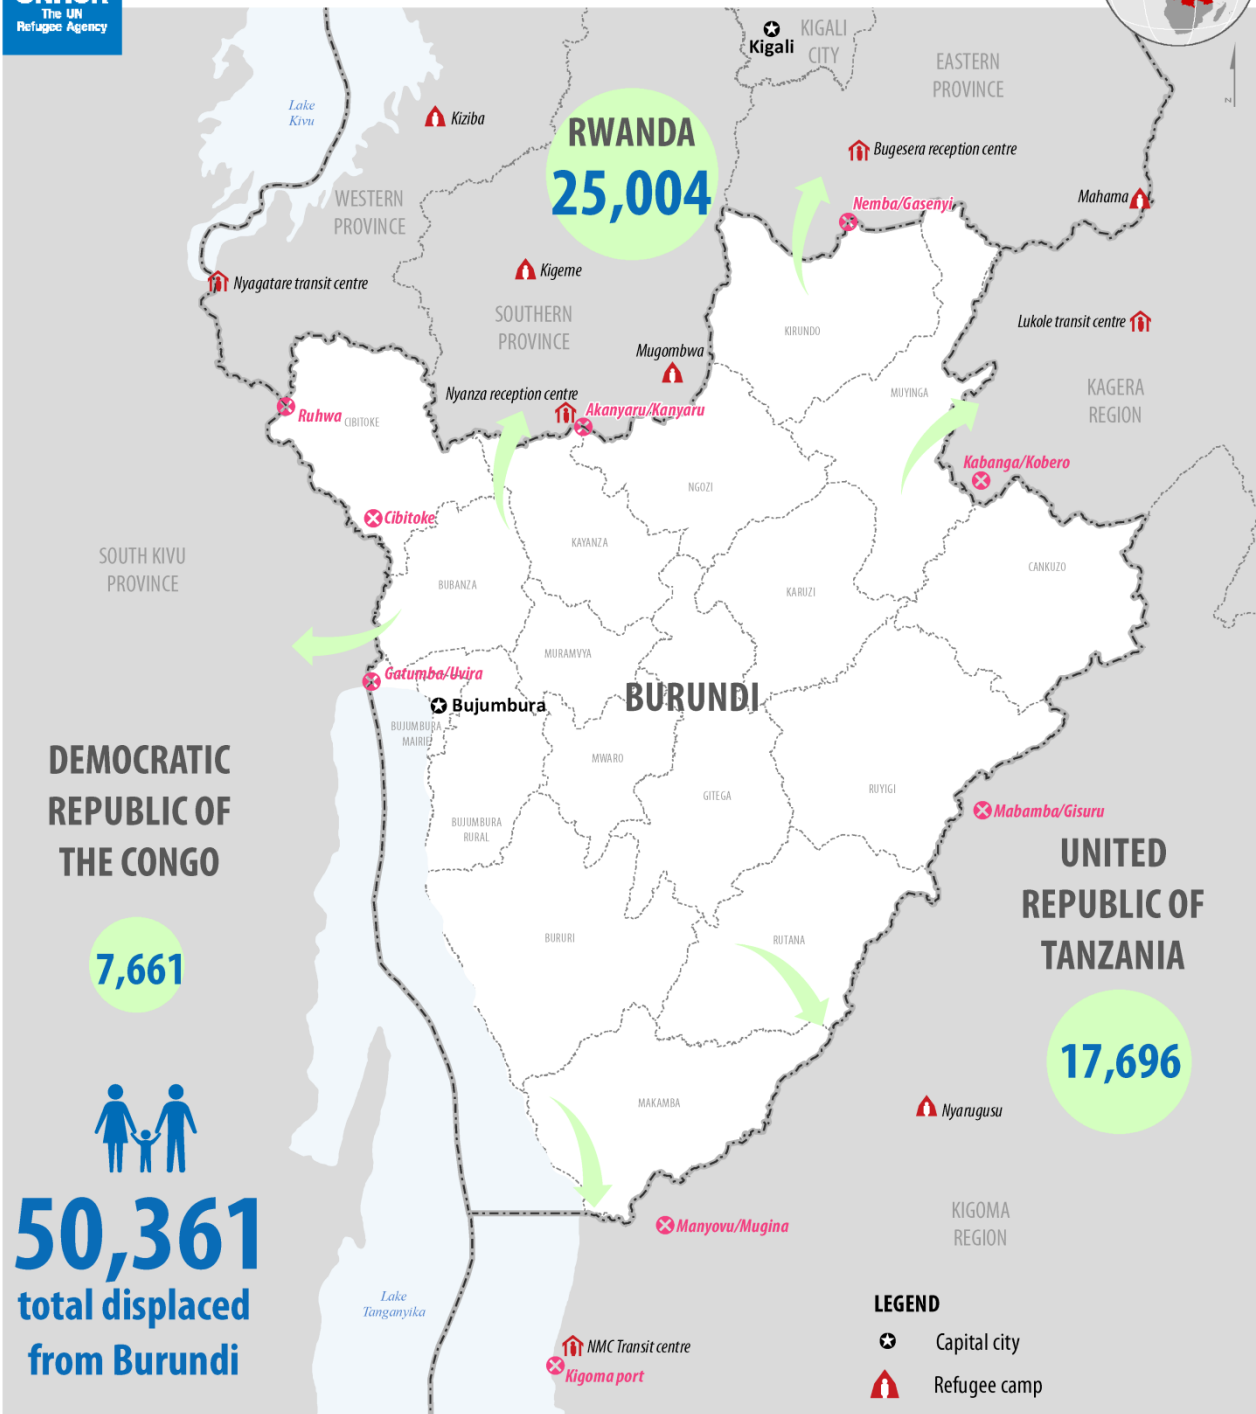 The UN
Refugee Agency
Kigali
KIGALI
CITY
EASTERN
PROVINCE
N
Lake
Kivu
Kiziba
RWANDA
25,004
Bugesera reception centre
WESTERN
PROVINCE
Mahama
Nemba/Gasenyi
Kigeme
Nyagatare transit centre
SOUTHERN
PROVINCE
Lukole transit centre
KIRUNDO
Mugombwa
KAGERA
REGION
Nyanza reception centre
MUYINGA
Akanyaru/Kanyaru
Ruhwa
CIBITOKE
Kabanga/Kobero
NGOZI
Cibitoke
KAYANZA
SOUTH KIVU
PROVINCE
CANKUZO
BUBANZA
KARUZI
MURAMVYA
Gatumba/Uvira
BURUNDI
Bujumbura
BUJUMBURA
MAIRIE
MWARO
DEMOCRATIC
REPUBLIC OF
THE CONGO
GITEGA
RUYIGI
Mabamba/Gisuru
BUJUMBURA
RURAL
UNITED
REPUBLIC OF
TANZANIA
BURURI
RUTANA
7,661
17,696
MAKAMBA
Nyarugusu
50,361
total displaced
from Burundi
Manyovu/Mugina
KIGOMA
REGION
Lake
Tanganyika
NMC Transit centre
Kigoma port
LEGEND
Capital city
Refugee camp